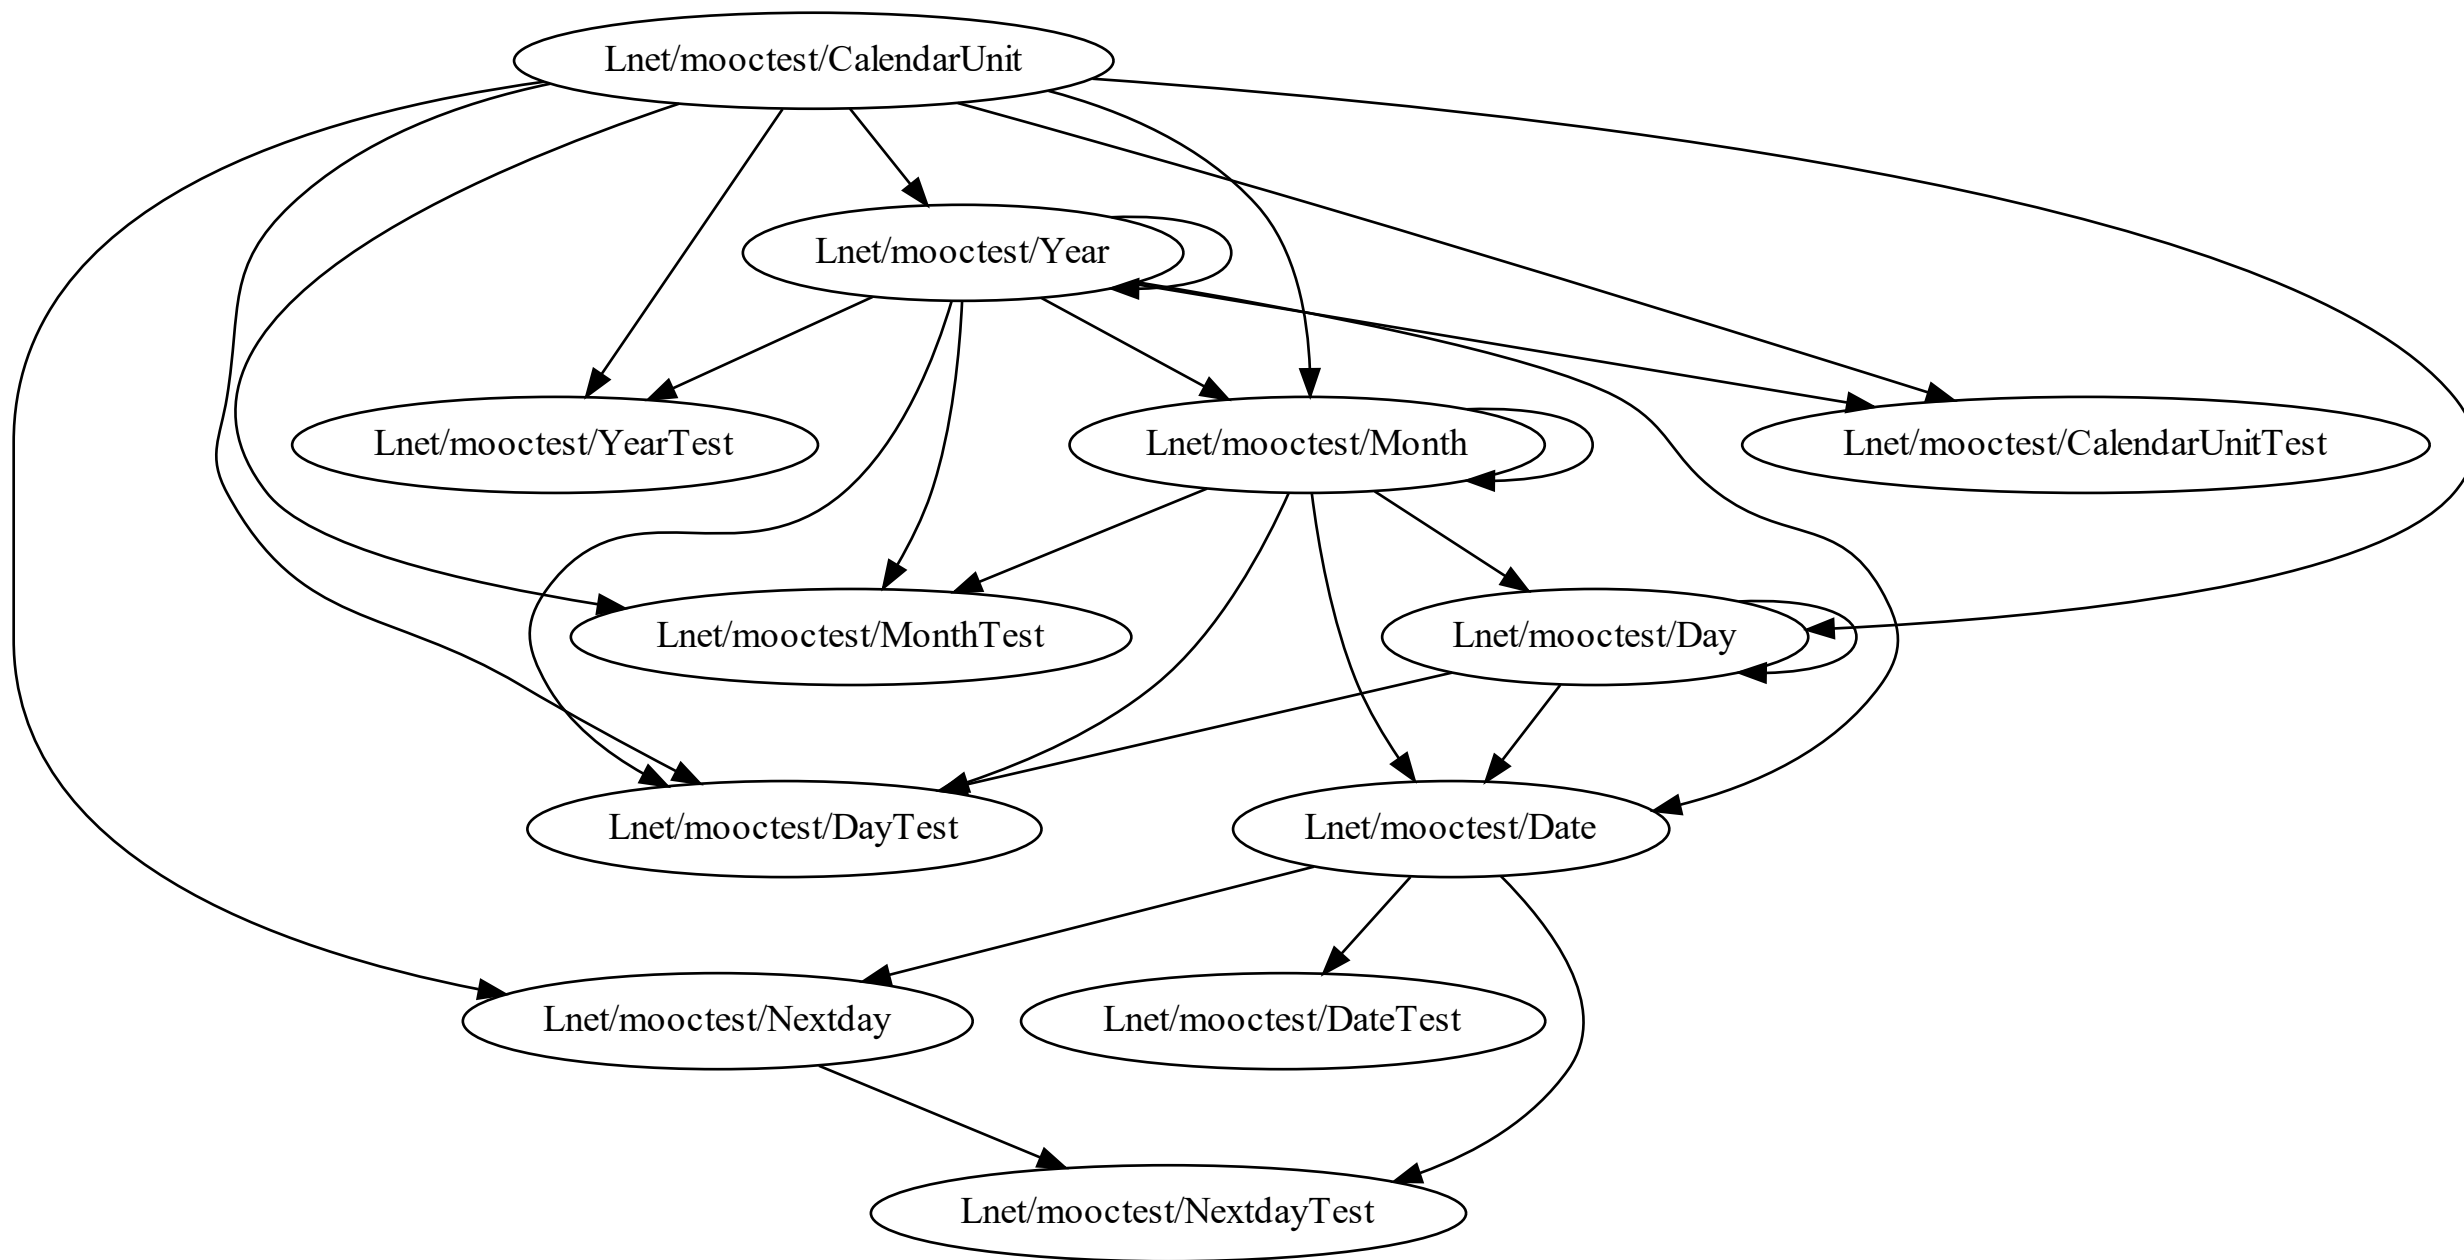 Lnet/mooctest/CalendarUnit
Lnet/mooctest/Year
Lnet/mooctest/YearTest
Lnet/mooctest/Month
Lnet/mooctest/CalendarUnitTest
Lnet/mooctest/MonthTest
Lnet/mooctest/Day
Lnet/mooctest/DayTest
Lnet/mooctest/Date
Lnet/mooctest/Nextday
Lnet/mooctest/DateTest
Lnet/mooctest/NextdayTest